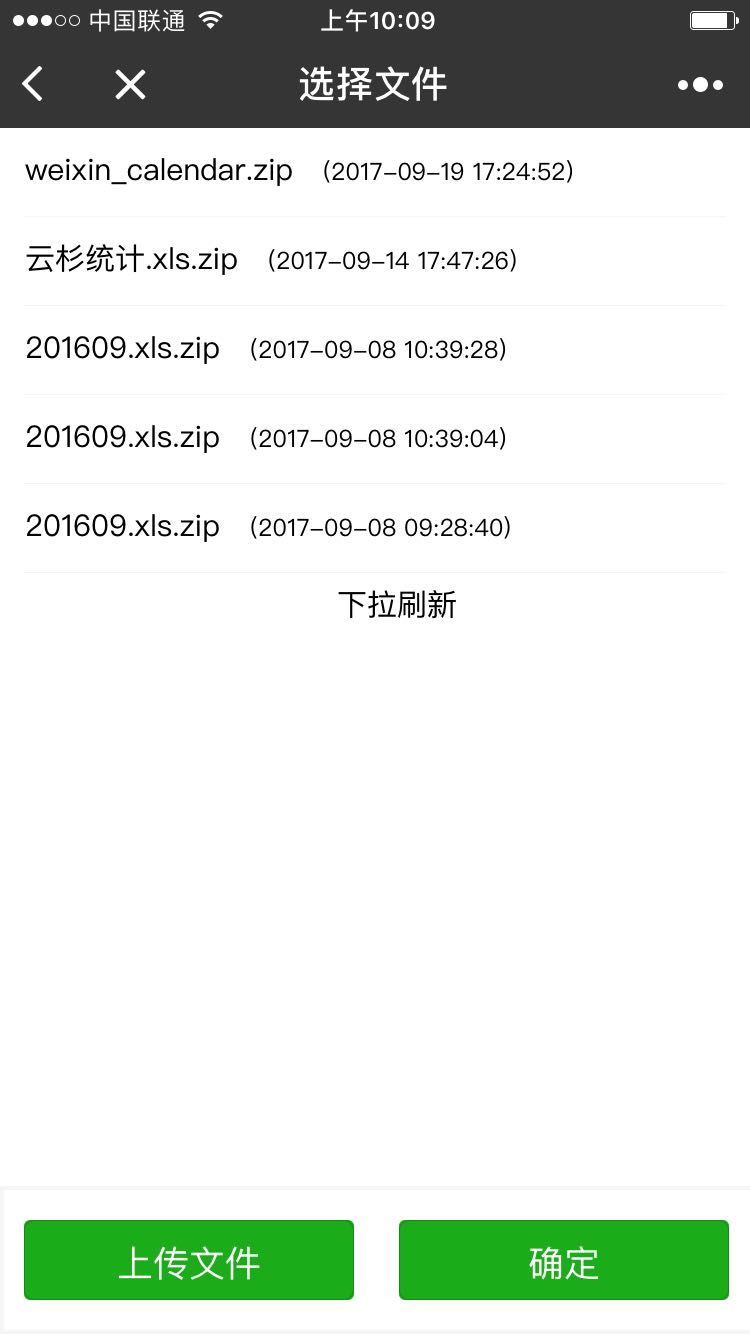 中国联通 上午10:09
选择文件
weixin_calendar.zip (2017-09-19 17:24:52)
云杉统计.xls.zip (2017-09-14 17:47:26)
201609.xls.zip (2017-09-08 10:39:28)
201609.xls.zip (2017-09-08 10:39:04)
201609.xls.zip (2017-09-08 09:28:40)
下拉刷新
上传文件 确定